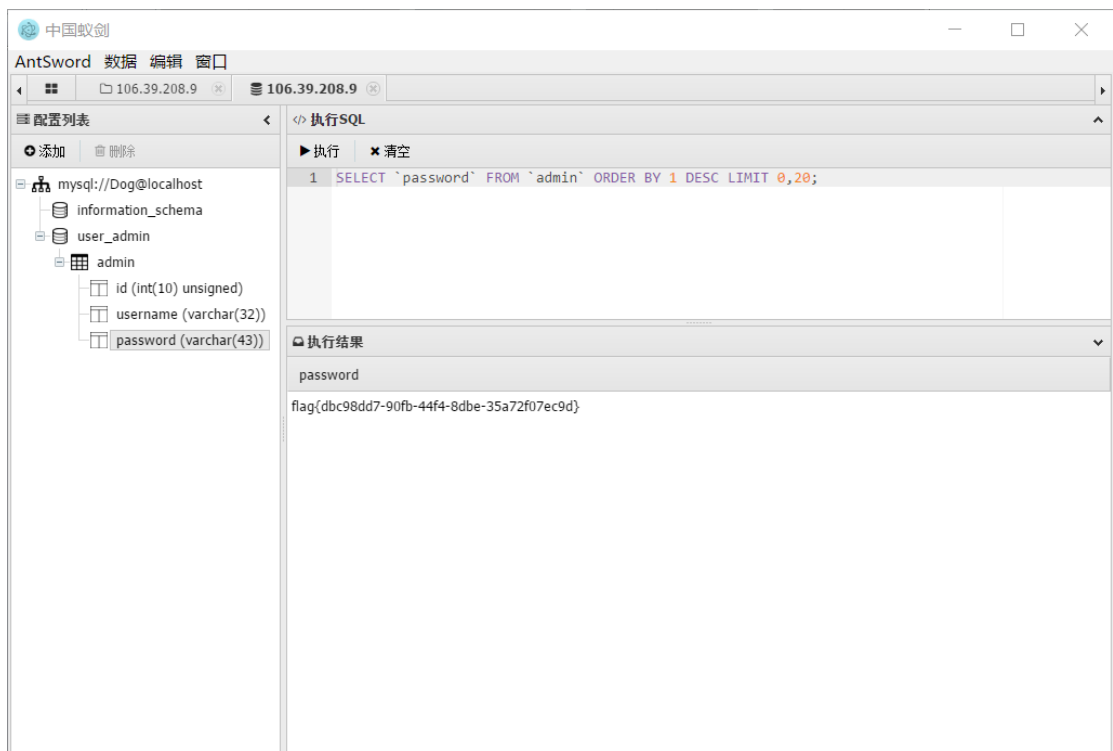 中国蚁剑
AntSword 数据 编辑 窗口
106.39.208.9
106.39.208.9
配置列表
添加 删除
mysql://Dog@localhost
information_schema
user_admin
admin
id (int(10) unsigned)
username (varchar(32))
password (varchar(43))
</> 执行SQL
执行 清空
1 SELECT `password` FROM `admin` ORDER BY 1 DESC LIMIT 0,20;
执行结果
password
flag{dbc98dd7-90fb-44f4-8dbe-35a72f07ec9d}